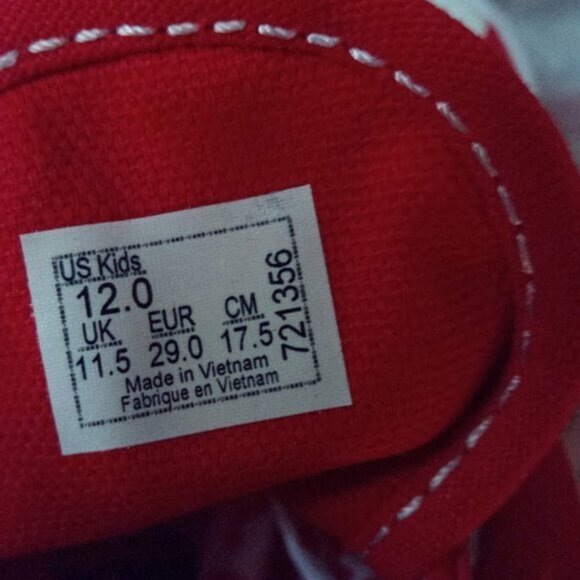 US Kids
12.0
UK EUR CM
11.5 29.0 17.5
Made in Vietnam
Fabrique en Vietnam
721356